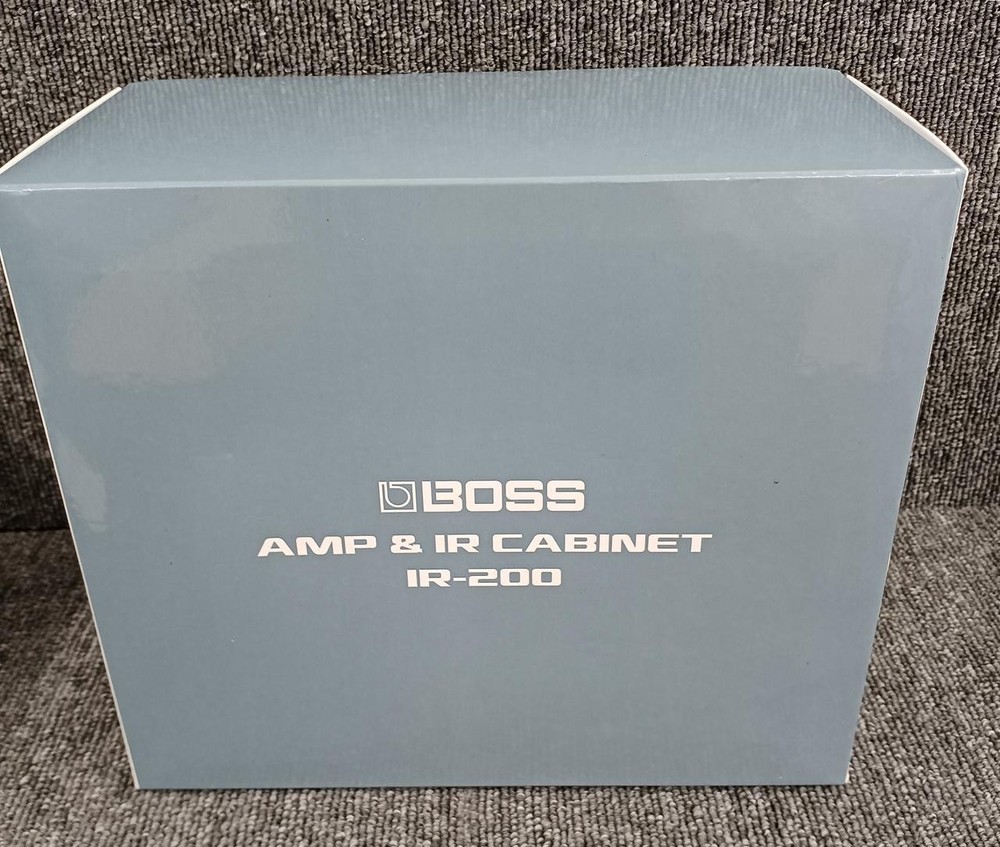 BOSS
AMP & IR CABINET
IR-200